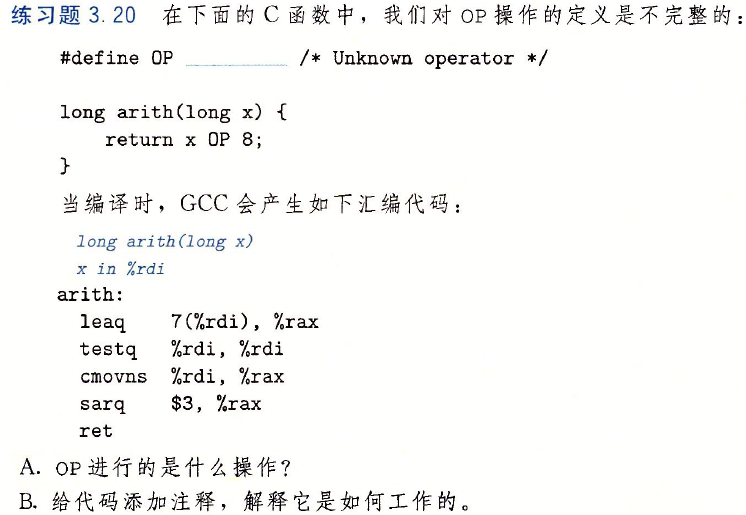 练习题 3.20 在下面的 C 函数中，我们对 OP 操作的定义是不完整的：
#define OP __________ /* Unknown operator */
long arith(long x) {
    return x OP 8;
}
当编译时，GCC 会产生如下汇编代码：
long arith(long x)
x in %rdi
arith:
  leaq    7(%rdi), %rax
  testq   %rdi, %rdi
  cmovns  %rdi, %rax
  sarq    $3, %rax
  ret
A. OP 进行的是什么操作？
B. 给代码添加注释，解释它是如何工作的。